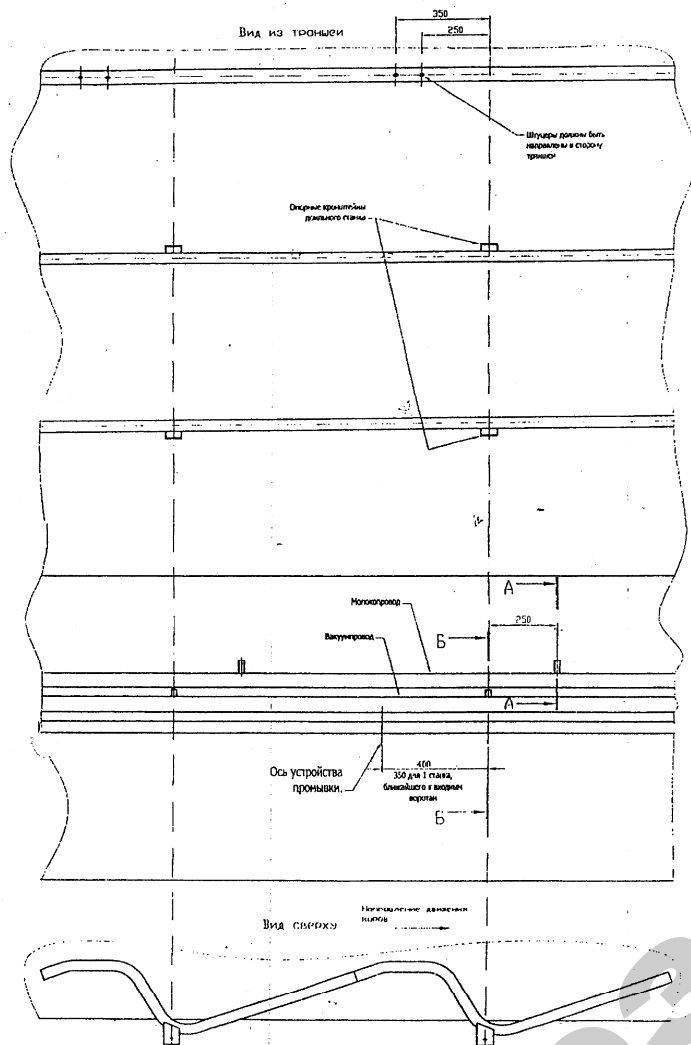 350
Вид из траншеи
250
Штуцеры должны быть
направлены в сторону
траншеи
Опорные кронштейны
доильного станка
А
Молокопровод
250
Б
Вакуумпровод
А
Ось устройства
промывки.
400
350 для 1 станка,
ближайшего к входным
воротам
Б
Направление движения
коров
Вид сверху